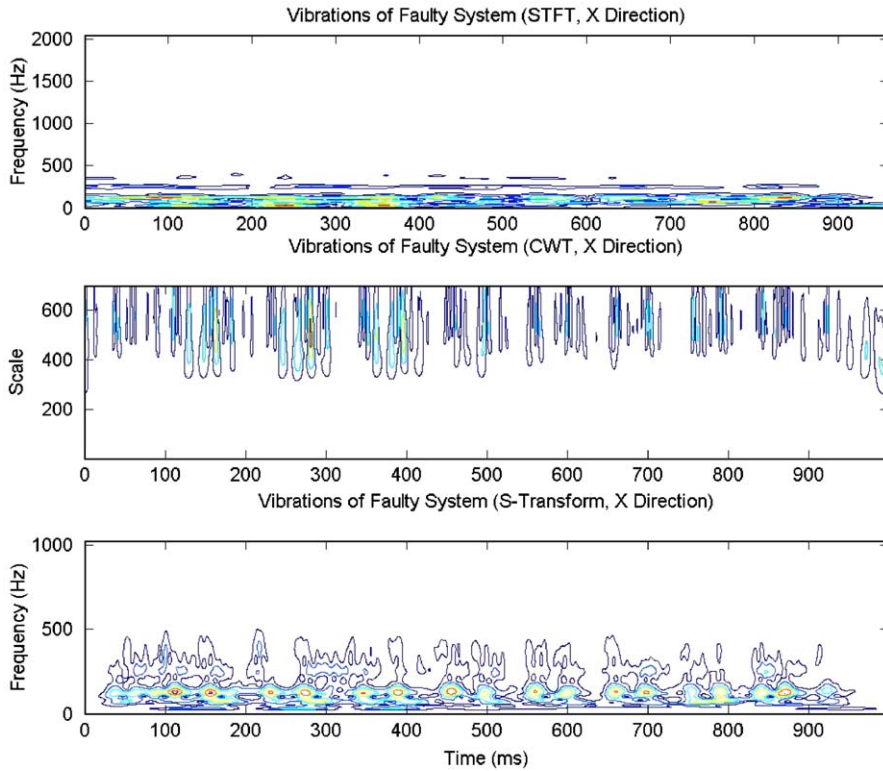 Vibrations of Faulty System (STFT, X Direction)
2000
1500
1000
500
0
Frequency (Hz)
0 100 200 300 400 500 600 700 800 900
Vibrations of Faulty System (CWT, X Direction)
600
400
200
Scale
0 100 200 300 400 500 600 700 800 900
Vibrations of Faulty System (S-Transform, X Direction)
1000
500
0
Frequency (Hz)
0 100 200 300 400 500 600 700 800 900
Time (ms)